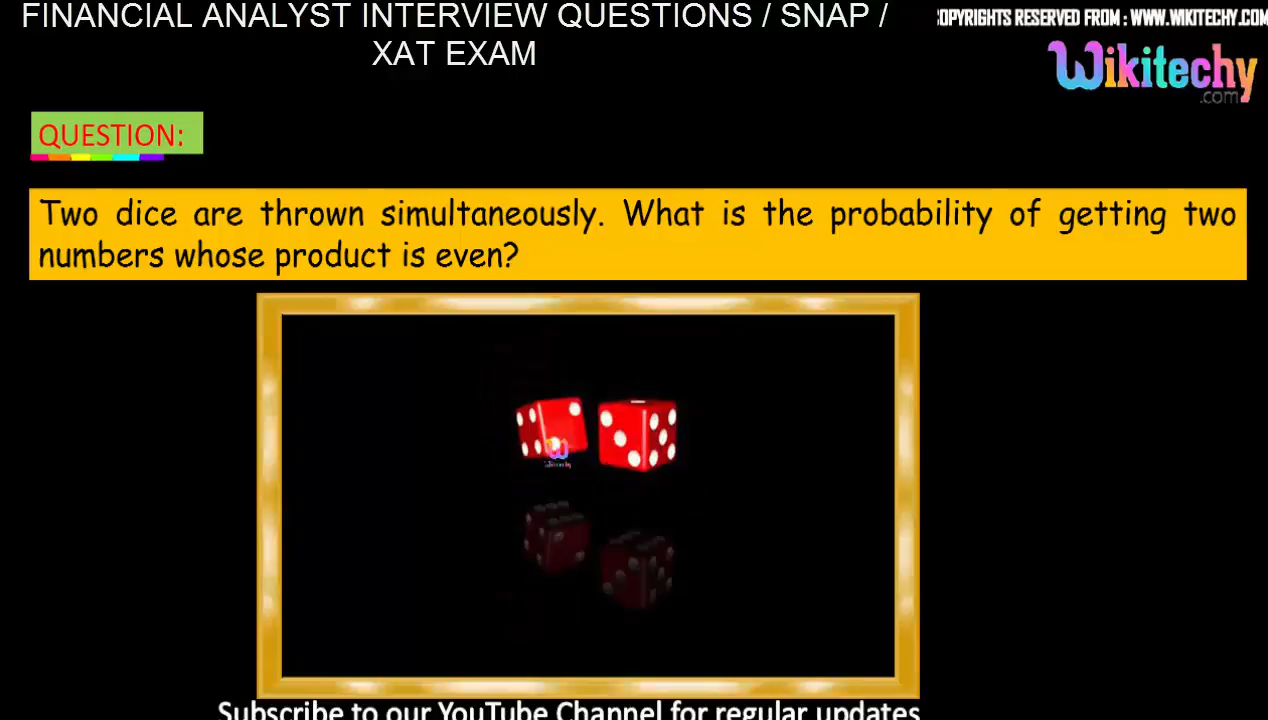 FINANCIAL ANALYST INTERVIEW QUESTIONS / SNAP /
XAT EXAM
COPYRIGHTS RESERVED FROM : WWW.WIKITECHY.COM
Wikitechy
.com
QUESTION:
Two dice are thrown simultaneously. What is the probability of getting two
numbers whose product is even?
Subscribe to our YouTube Channel for regular updates